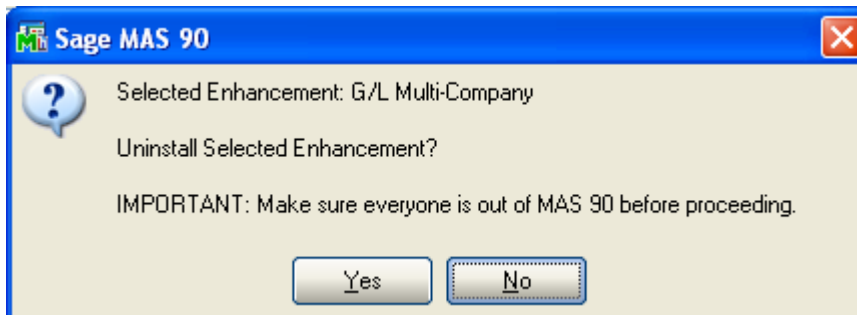 Sage MAS 90
Selected Enhancement: G/L Multi-Company
Uninstall Selected Enhancement?
IMPORTANT: Make sure everyone is out of MAS 90 before proceeding.
Yes No